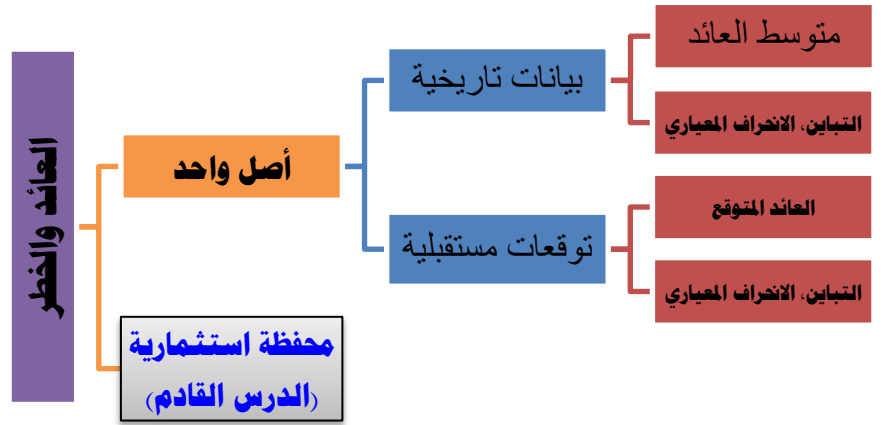 العائد والخطر
أصل واحد
بيانات تاريخية
متوسط العائد
التباين، الانحراف المعياري
توقعات مستقبلية
العائد المتوقع
التباين، الانحراف المعياري
محفظة استثمارية
(الدرس القادم)